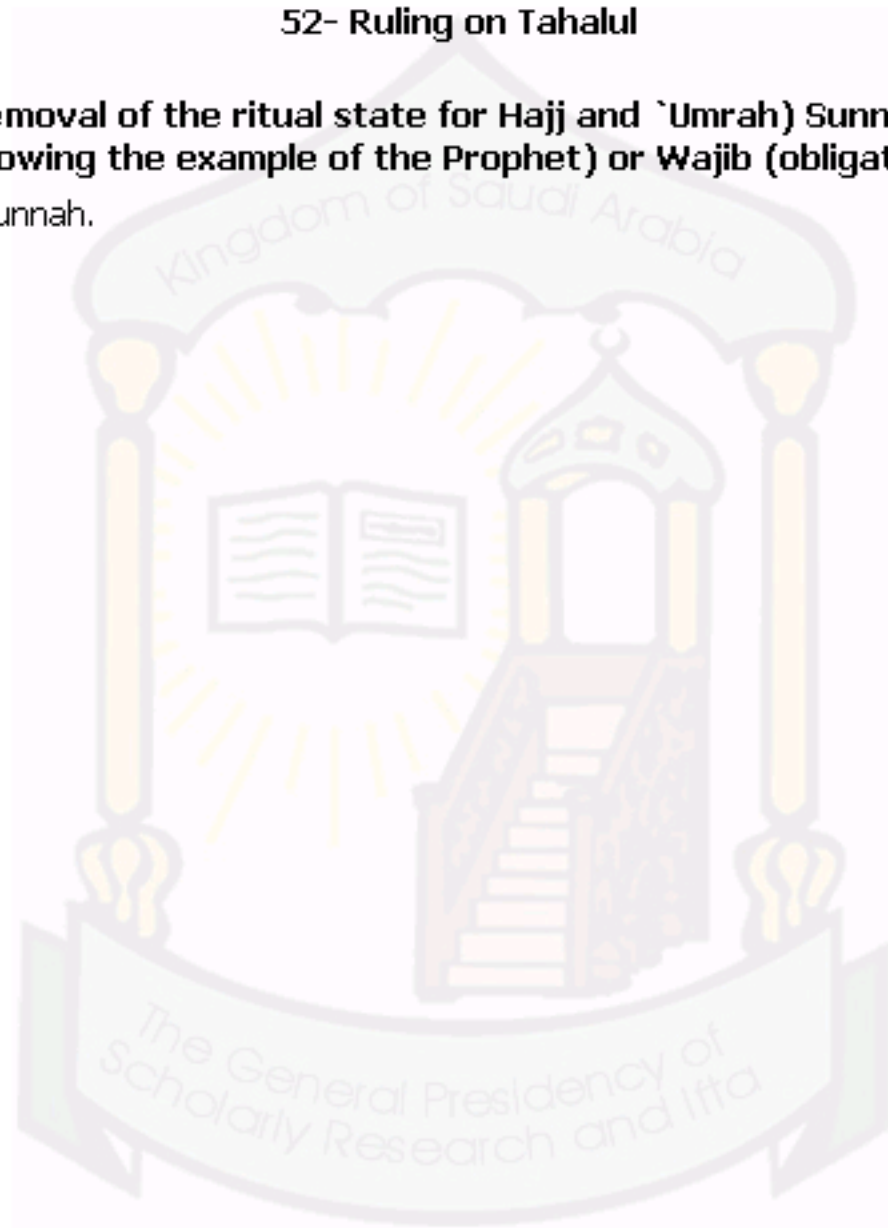 52- Ruling on Tahalul
emoval of the ritual state for Hajj and `Umrah) Sunn
owing the example of the Prophet) or Wajib (obligat
unnah.
Kingdom of Saudi Arabia
The General Presidency of
Scholarly Research and Ifta